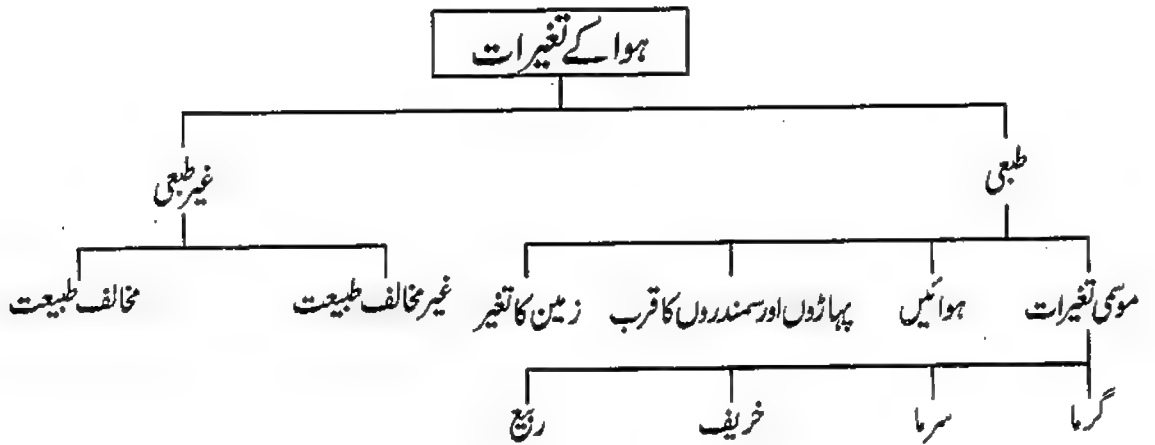 ہوا کے تغیرات
طبعی
غیر طبعی
موسمی تغیرات
ہوائیں
پہاڑوں اور سمندروں کا قرب
زمین کا تغیر
غیر مخالف طبیعت
مخالف طبیعت
گرما
سرما
خریف
ربیع